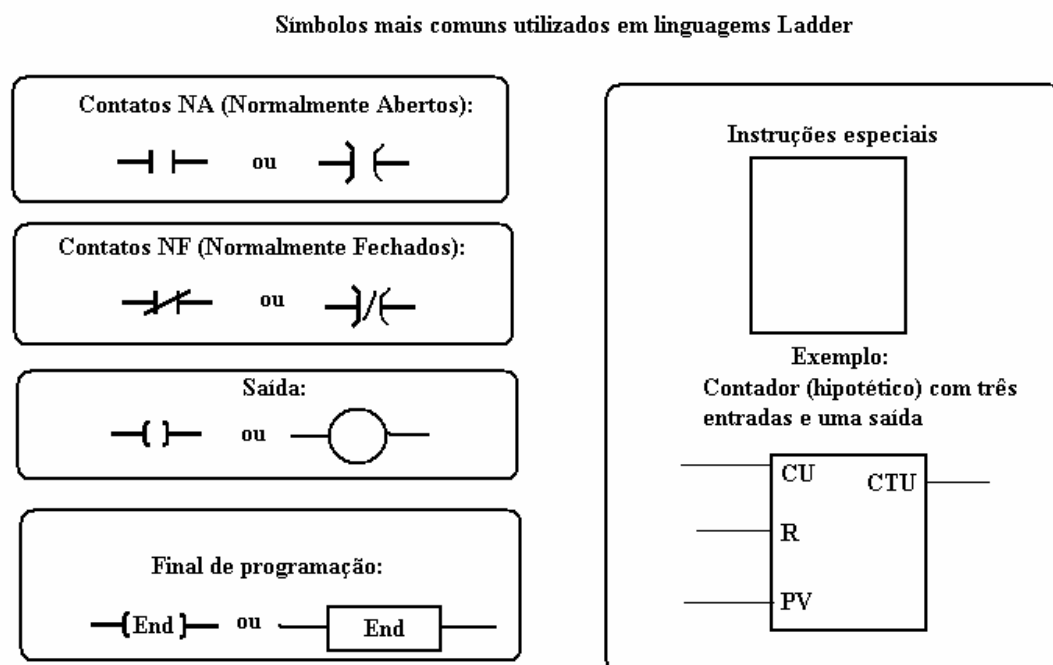 Símbolos mais comuns utilizados em linguagems Ladder
Contatos NA (Normalmente Abertos):
ou
Contatos NF (Normalmente Fechados):
ou
Saída:
ou
Final de programação:
End ou End
Instruções especiais
Exemplo:
Contador (hipotético) com três
entradas e uma saída
CU CTU
R
PV